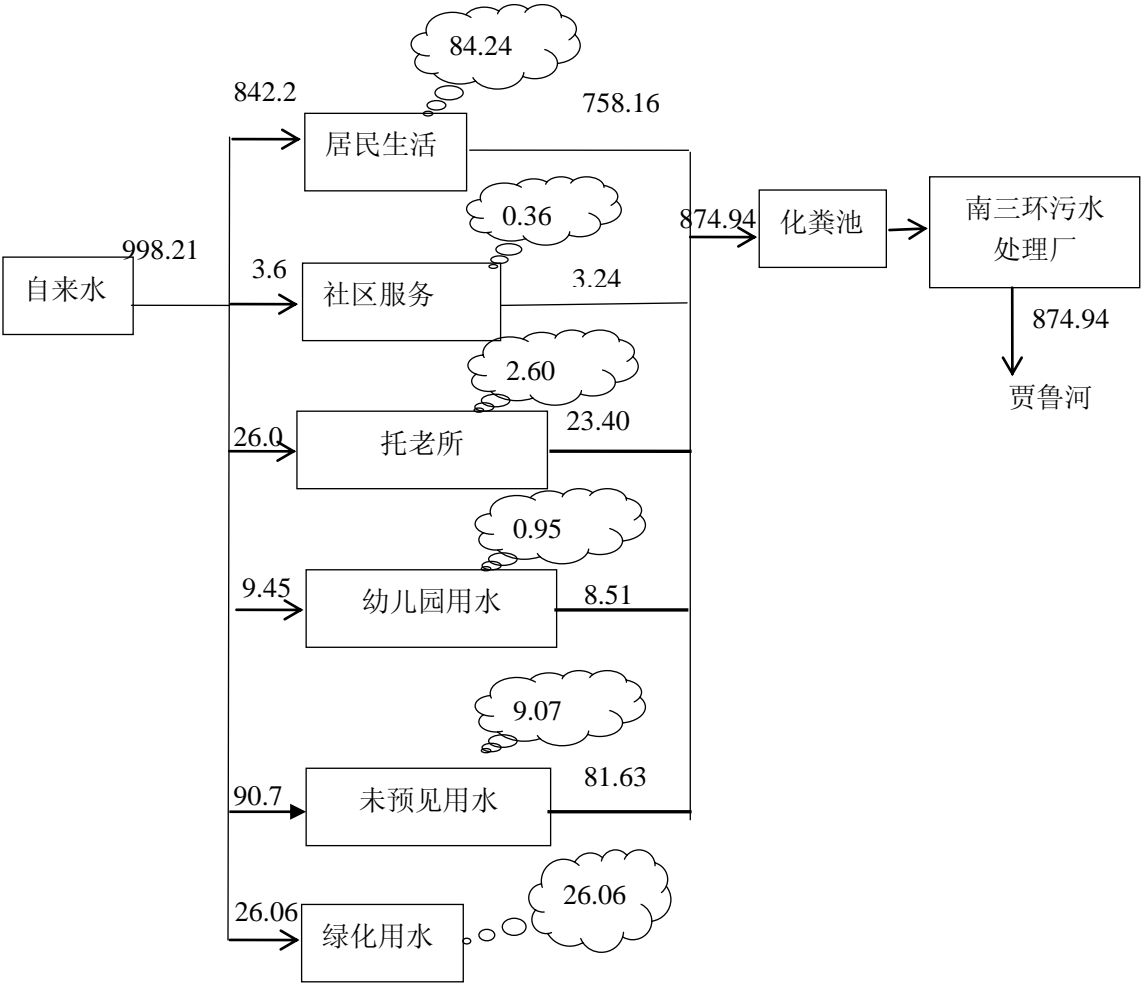 84.24
842.2
758.16
居民生活
0.36
874.94
化粪池
南三环污水
处理厂
998.21
自来水
3.6
社区服务
3.24
874.94
贾鲁河
2.60
26.0
托老所
23.40
0.95
9.45
幼儿园用水
8.51
9.07
90.7
未预见用水
81.63
26.06
26.06
绿化用水